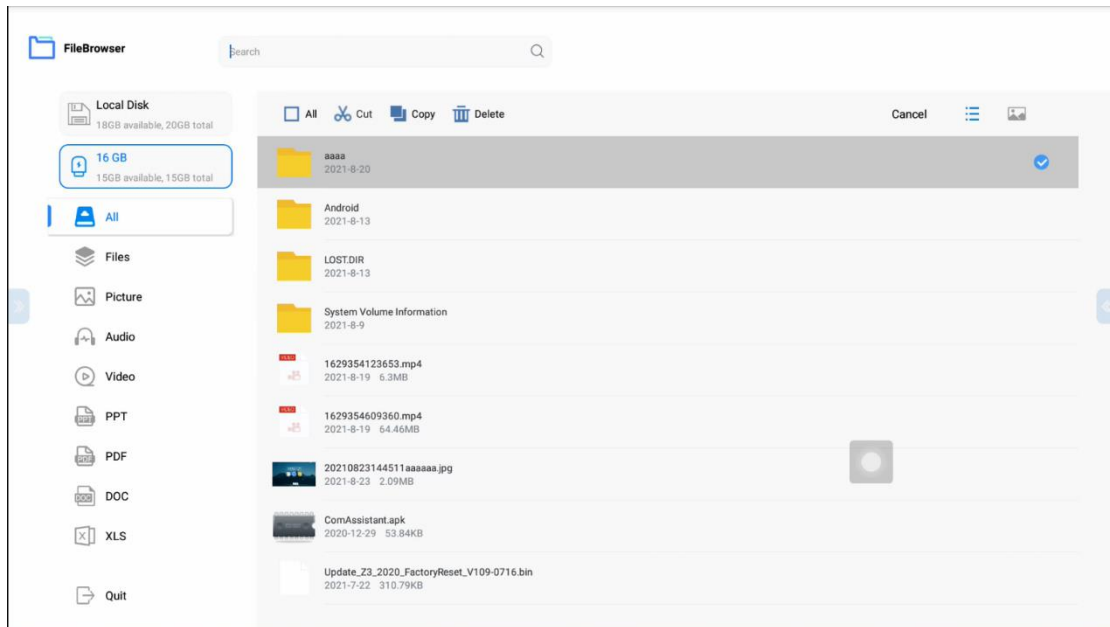 FileBrowser
Search
Local Disk
18GB available, 20GB total
16 GB
15GB available, 15GB total
All
Files
Picture
Audio
Video
PPT
PDF
DOC
XLS
Quit
All Cut Copy Delete Cancel
aaaa
2021-8-20
Android
2021-8-13
LOST.DIR
2021-8-13
System Volume Information
2021-8-9
1629354123653.mp4
2021-8-19 6.3MB
1629354609360.mp4
2021-8-19 64.46MB
20210823144511aaaaaa.jpg
2021-8-23 2.09MB
ComAssistant.apk
2020-12-29 53.84KB
Update_Z3_2020_FactoryReset_V109-0716.bin
2021-7-22 310.79KB